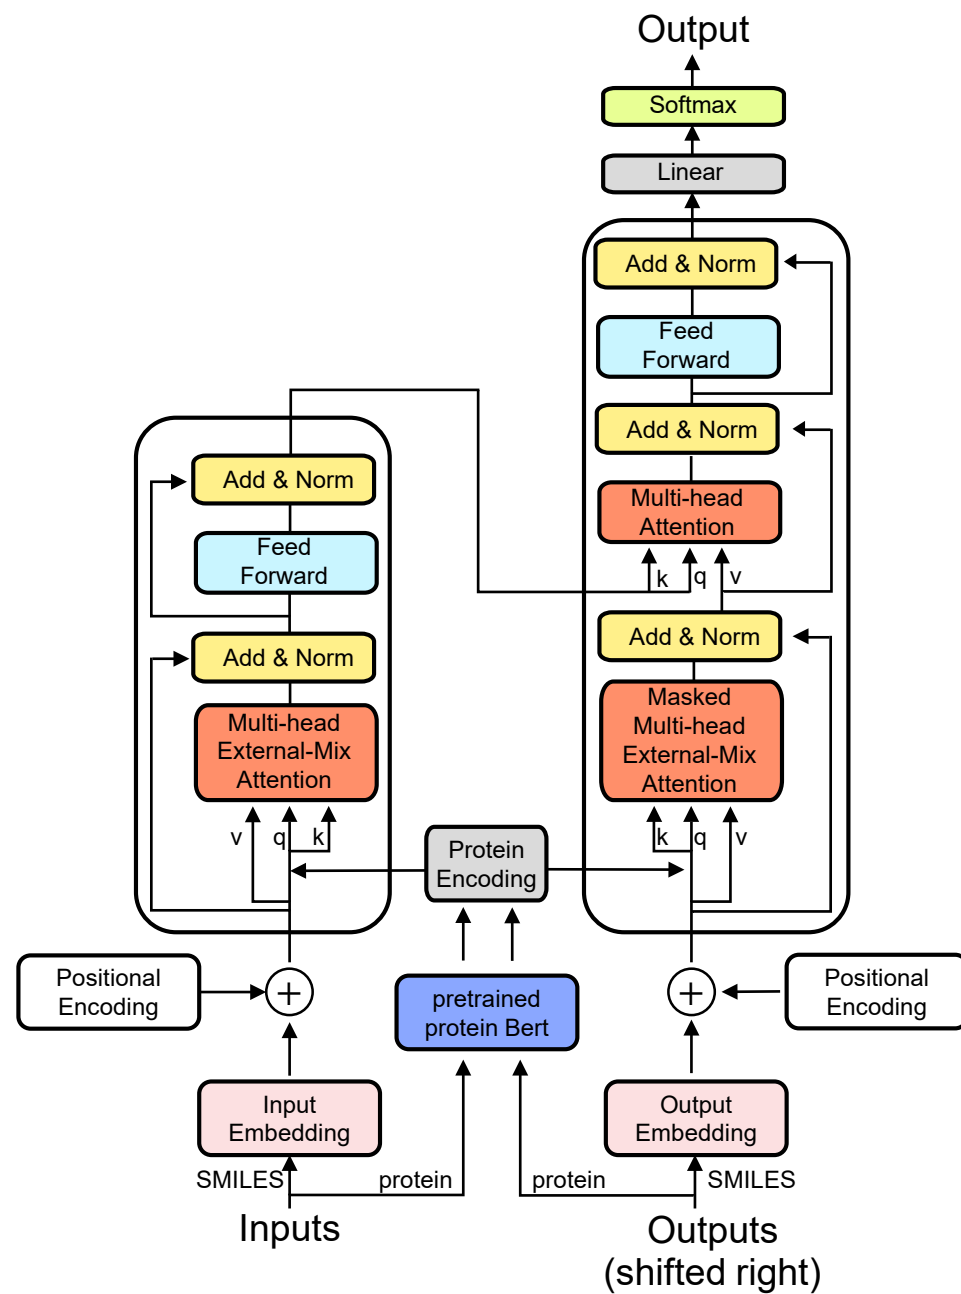 Output
Softmax
Linear
Add & Norm
Feed
Forward
Add & Norm
Multi-head
Attention
k
q
v
Add & Norm
Masked
Multi-head
External-Mix
Attention
k
q
v
Add & Norm
Feed
Forward
Add & Norm
Multi-head
External-Mix
Attention
v
q
k
Protein
Encoding
Positional
Encoding
+
pretrained
protein Bert
+
Positional
Encoding
Input
Embedding
Output
Embedding
SMILES
protein
protein
SMILES
Inputs
Outputs
(shifted right)